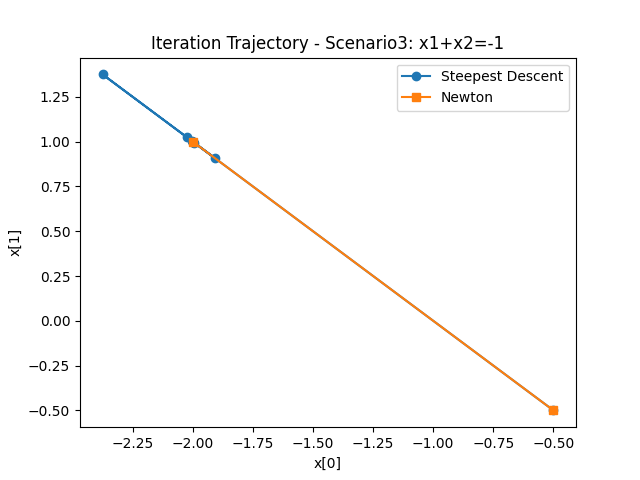 Iteration Trajectory - Scenario3: x1+x2=-1
Steepest Descent
Newton
1.25
1.00
0.75
0.50
0.25
0.00
−0.25
−0.50
x[1]
−2.25 −2.00 −1.75 −1.50 −1.25 −1.00 −0.75 −0.50
x[0]